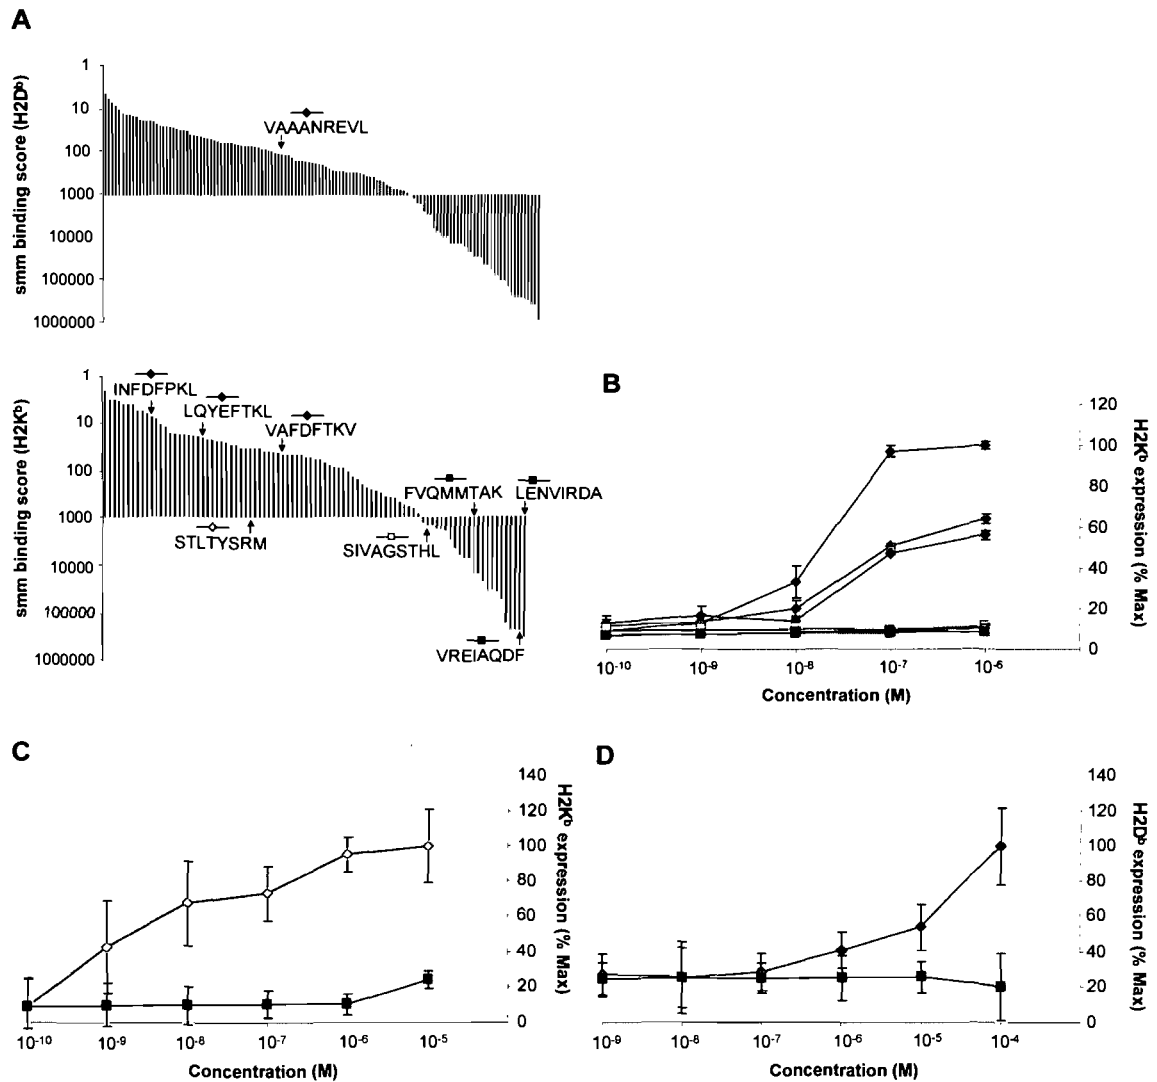 A
smm binding score (H2Dᵇ)
1
10
100
1000
10000
100000
1000000
VAAANREVL
smm binding score (H2Kᵇ)
1
10
100
1000
10000
100000
1000000
INFDFPKL
LQYEFTKL
VAFDFTKV
FVQMMTAK
LENVIRDA
STLTYSRM
SIVAGSTHL
VREIAQDF
B
120
100
80
60
40
20
0
H2Kᵇ expression (% Max)
10⁻¹⁰ 10⁻⁹ 10⁻⁸ 10⁻⁷ 10⁻⁶
Concentration (M)
C
140
120
100
80
60
40
20
0
H2Kᵇ expression (% Max)
10⁻¹⁰ 10⁻⁹ 10⁻⁸ 10⁻⁷ 10⁻⁶ 10⁻⁵
Concentration (M)
D
140
120
100
80
60
40
20
0
H2Dᵇ expression (% Max)
10⁻⁹ 10⁻⁸ 10⁻⁷ 10⁻⁶ 10⁻⁵ 10⁻⁴
Concentration (M)